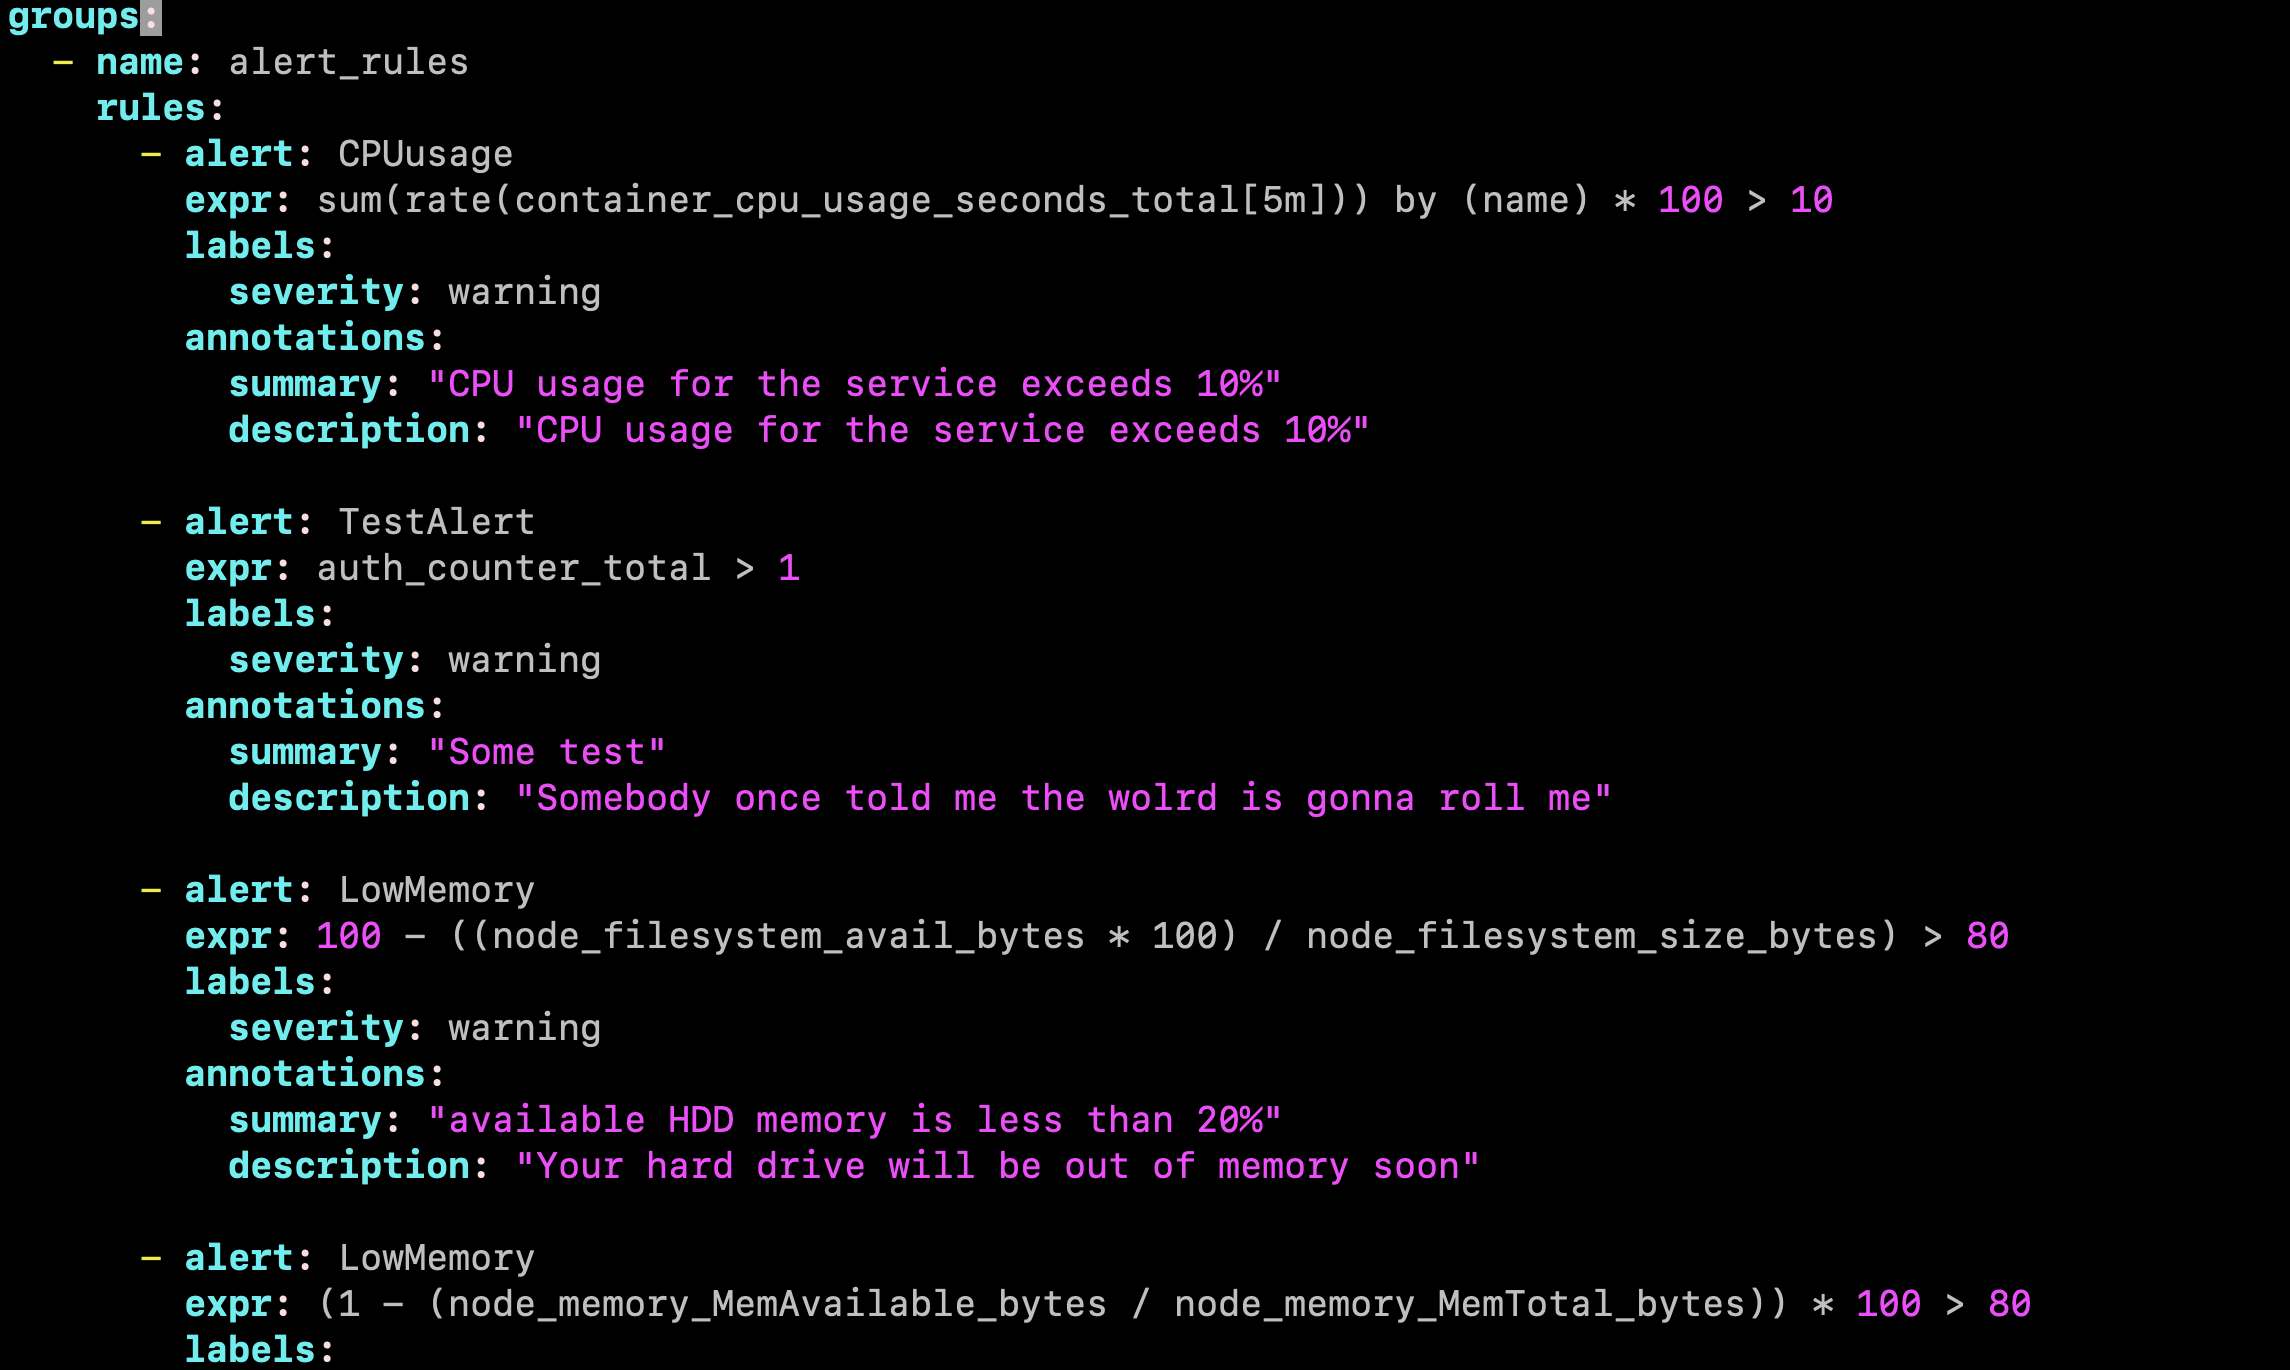 groups:
- name: alert_rules
rules:
- alert: CPUusage
expr: sum(rate(container_cpu_usage_seconds_total[5m])) by (name) * 100 > 10
labels:
severity: warning
annotations:
summary: "CPU usage for the service exceeds 10%"
description: "CPU usage for the service exceeds 10%"
- alert: TestAlert
expr: auth_counter_total > 1
labels:
severity: warning
annotations:
summary: "Some test"
description: "Somebody once told me the wolrd is gonna roll me"
- alert: LowMemory
expr: 100 - ((node_filesystem_avail_bytes * 100) / node_filesystem_size_bytes) > 80
labels:
severity: warning
annotations:
summary: "available HDD memory is less than 20%"
description: "Your hard drive will be out of memory soon"
- alert: LowMemory
expr: (1 - (node_memory_MemAvailable_bytes / node_memory_MemTotal_bytes)) * 100 > 80
labels: